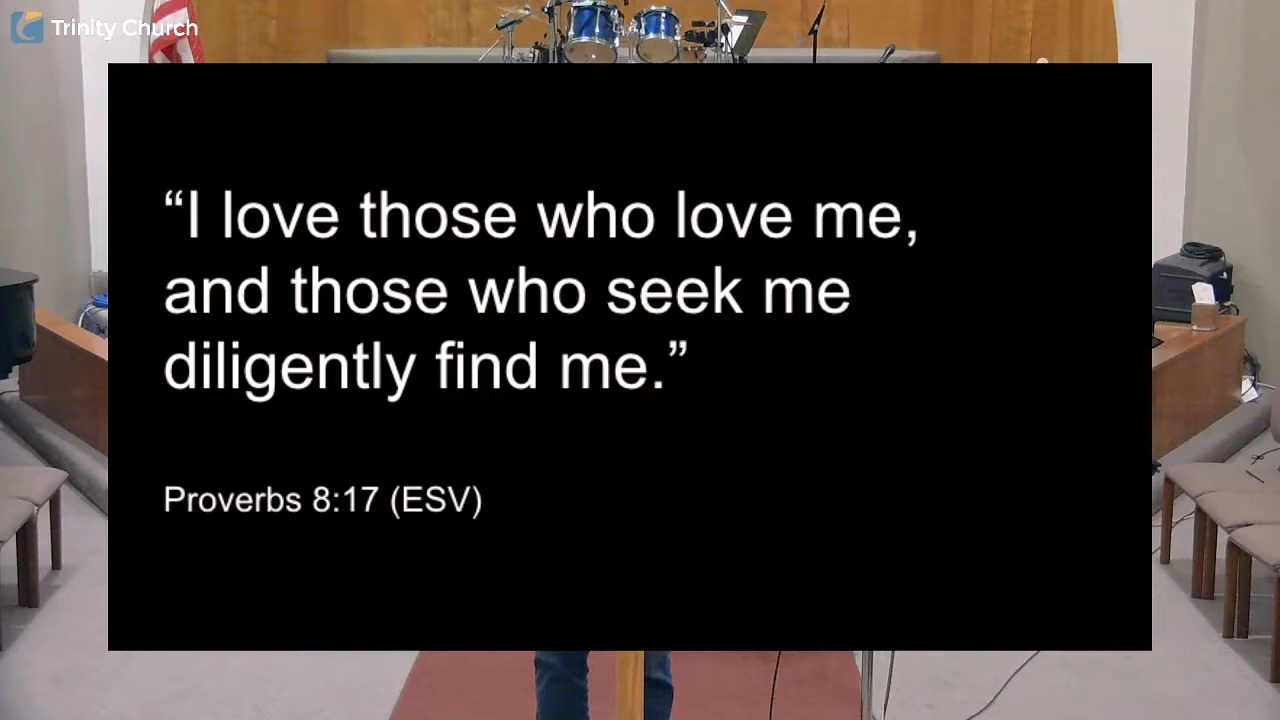 Trinity Church
“I love those who love me,
and those who seek me
diligently find me.”
Proverbs 8:17 (ESV)